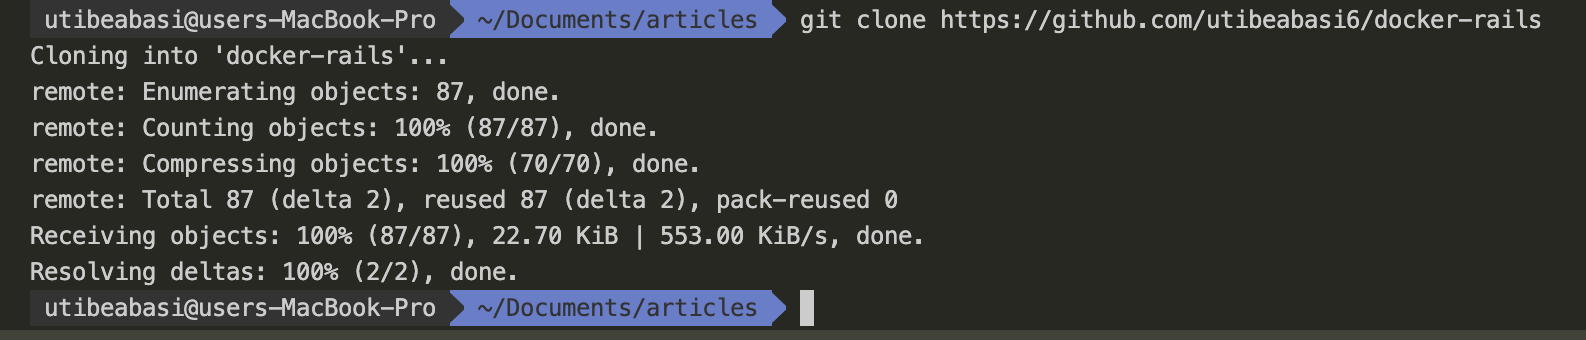 utibeabasi@users-MacBook-Pro ~/Documents/articles git clone https://github.com/utibeabasi6/docker-rails
Cloning into 'docker-rails'...
remote: Enumerating objects: 87, done.
remote: Counting objects: 100% (87/87), done.
remote: Compressing objects: 100% (70/70), done.
remote: Total 87 (delta 2), reused 87 (delta 2), pack-reused 0
Receiving objects: 100% (87/87), 22.70 KiB | 553.00 KiB/s, done.
Resolving deltas: 100% (2/2), done.
utibeabasi@users-MacBook-Pro ~/Documents/articles